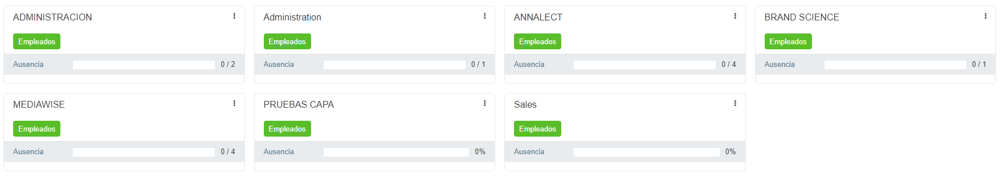 ADMINISTRACION
Empleados
Ausencia 0 / 2
Administration
Empleados
Ausencia 0 / 1
ANNALECT
Empleados
Ausencia 0 / 4
BRAND SCIENCE
Empleados
Ausencia 0 / 1
MEDIAWISE
Empleados
Ausencia 0 / 4
PRUEBAS CAPA
Empleados
Ausencia 0%
Sales
Empleados
Ausencia 0%